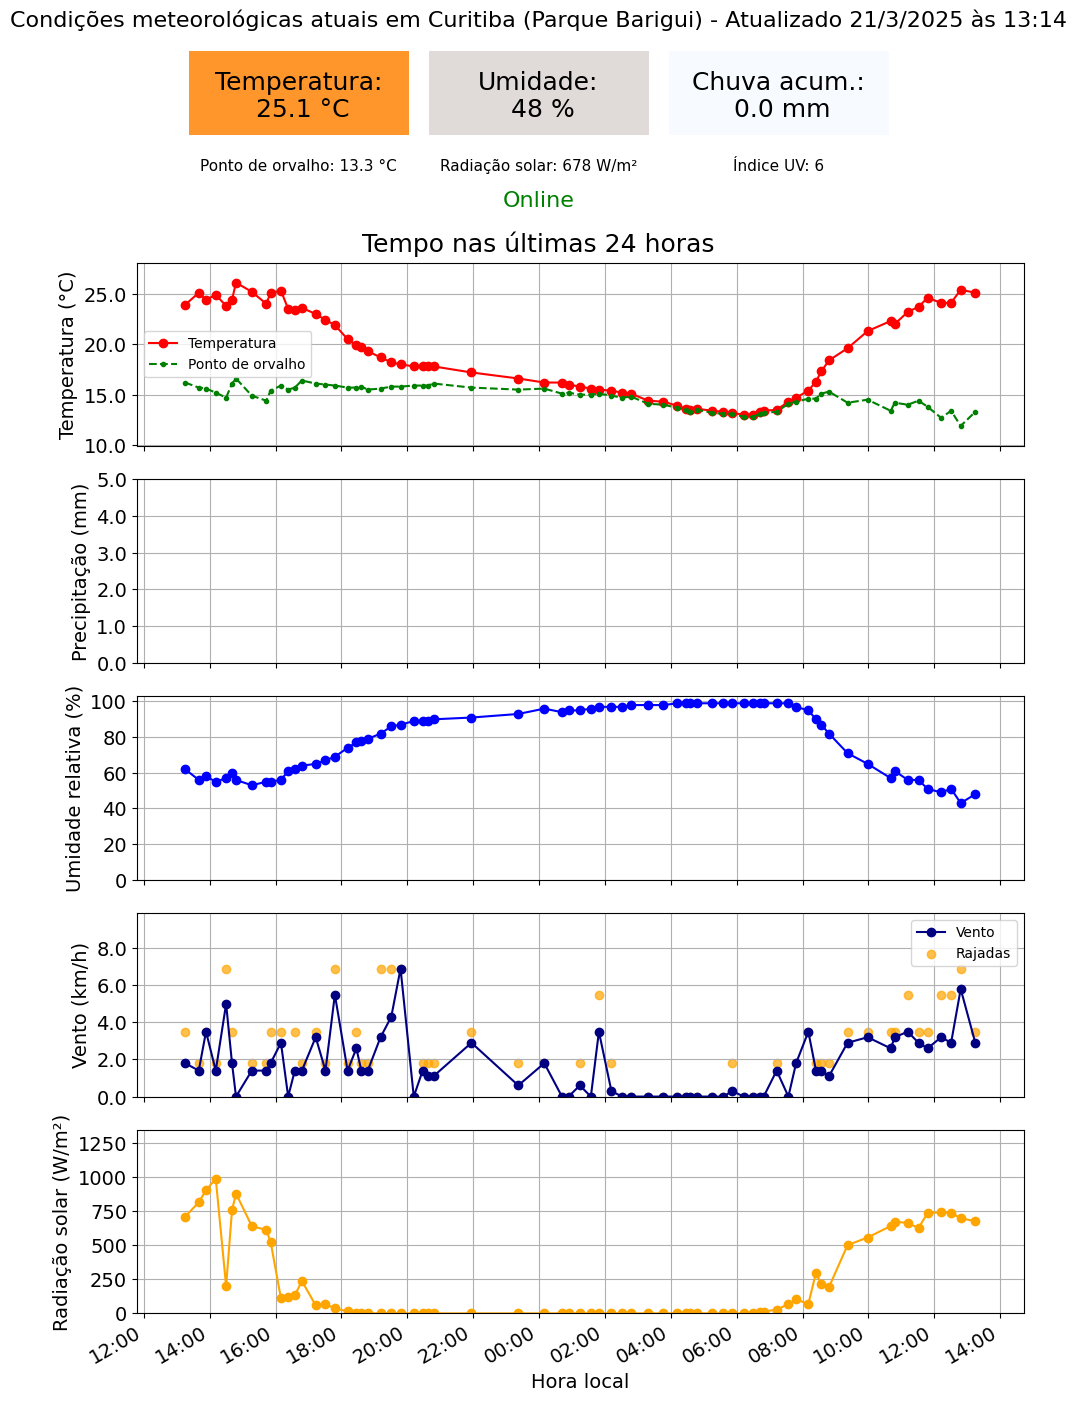 Condições meteorológicas atuais em Curitiba (Parque Barigui) - Atualizado 21/3/2025 às 13:14
Temperatura:
25.1 °C
Umidade:
48 %
Chuva acum.:
0.0 mm
Ponto de orvalho: 13.3 °C
Radiação solar: 678 W/m²
Índice UV: 6
Online
Tempo nas últimas 24 horas
Temperatura (°C)
25.0
20.0
15.0
10.0
Temperatura
Ponto de orvalho
Precipitação (mm)
5.0
4.0
3.0
2.0
1.0
0.0
Umidade relativa (%)
100
80
60
40
20
0
Vento (km/h)
8.0
6.0
4.0
2.0
0.0
Vento
Rajadas
Radiação solar (W/m²)
1250
1000
750
500
250
0
12:00
14:00
16:00
18:00
20:00
22:00
00:00
02:00
04:00
06:00
08:00
10:00
12:00
14:00
Hora local